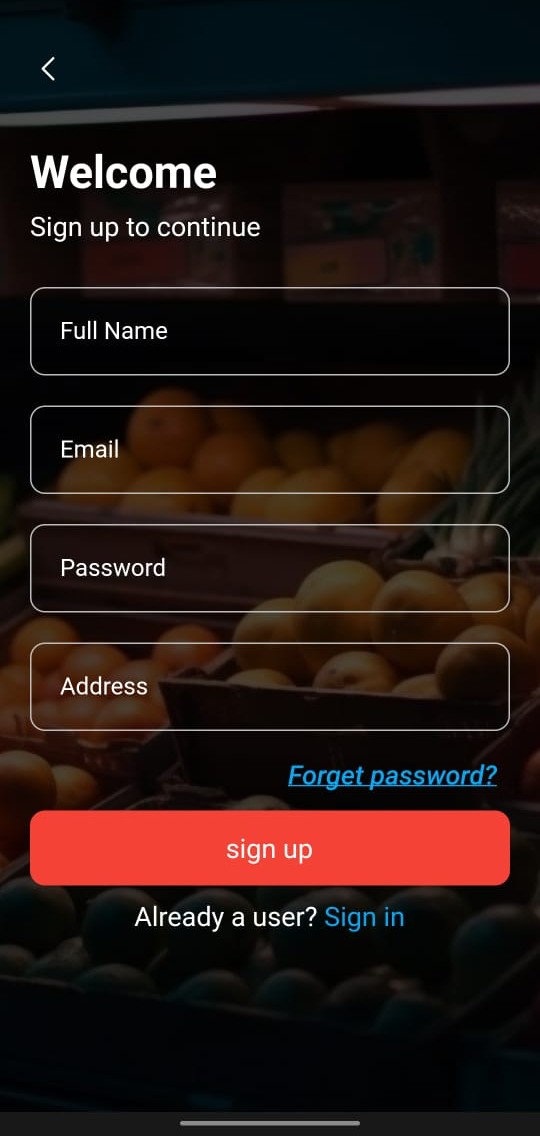 Welcome
Sign up to continue
Full Name
Email
Password
Address
Forget password?
sign up
Already a user? Sign in